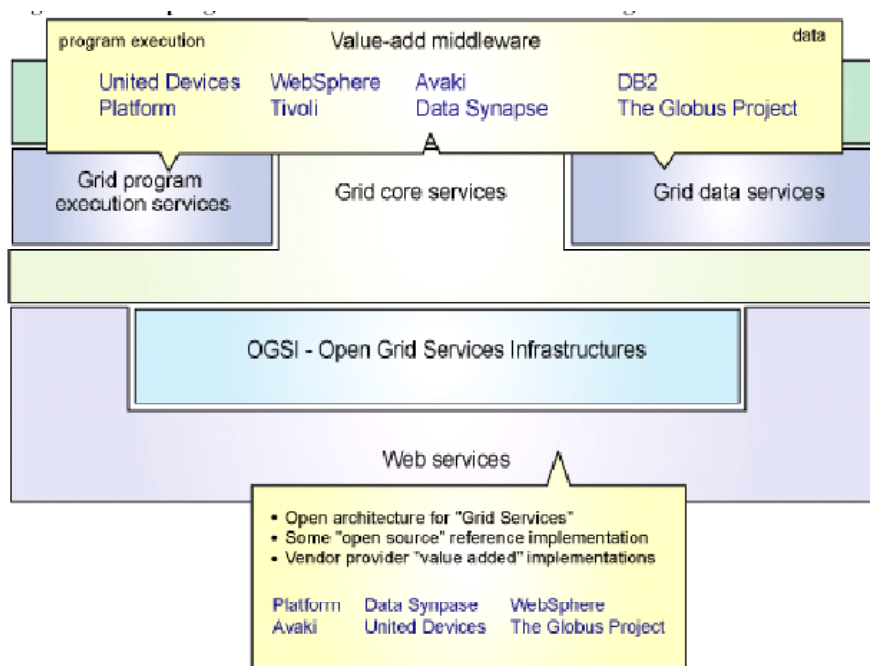 program execution Value-add middleware data
United Devices WebSphere Avaki DB2
Platform Tivoli Data Synapse The Globus Project
Grid program
execution services
Grid core services
Grid data services
OGSI - Open Grid Services Infrastructures
Web services
• Open architecture for "Grid Services"
• Some "open source" reference implementation
• Vendor provider "value added" implementations
Platform Data Synpase WebSphere
Avaki United Devices The Globus Project